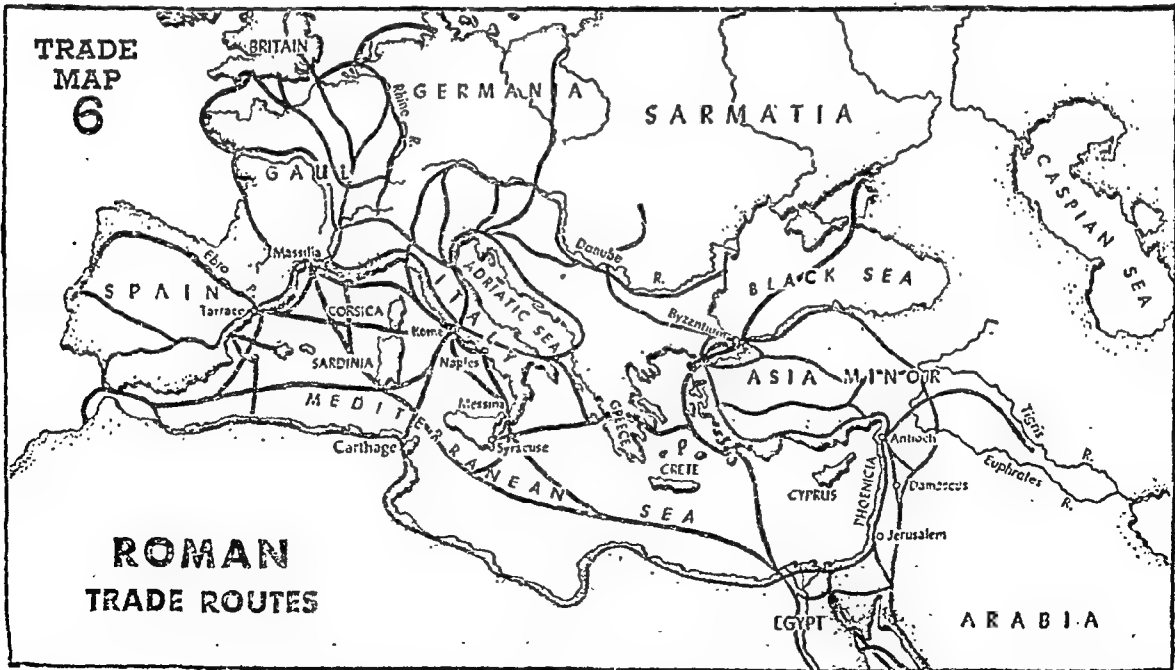 TRADE
MAP
6
BRITAIN
GERMANIA
Rhine R.
SARMATIA
GAUL
CASPIAN SEA
Massilia
Ebro
SPAIN
Tarraco
CORSICA
ITALY
ADRIATIC SEA
Danube R.
BLACK SEA
Byzantium
Rome
SARDINIA
Naples
ASIA MINOR
MEDITERRANEAN SEA
Messina
GREECE
Carthage
Syracuse
CRETE
CYPRUS
PHOENICIA
Antioch
Tigris R.
Euphrates R.
Damascus
Jerusalem
ROMAN
TRADE ROUTES
EGYPT
ARABIA